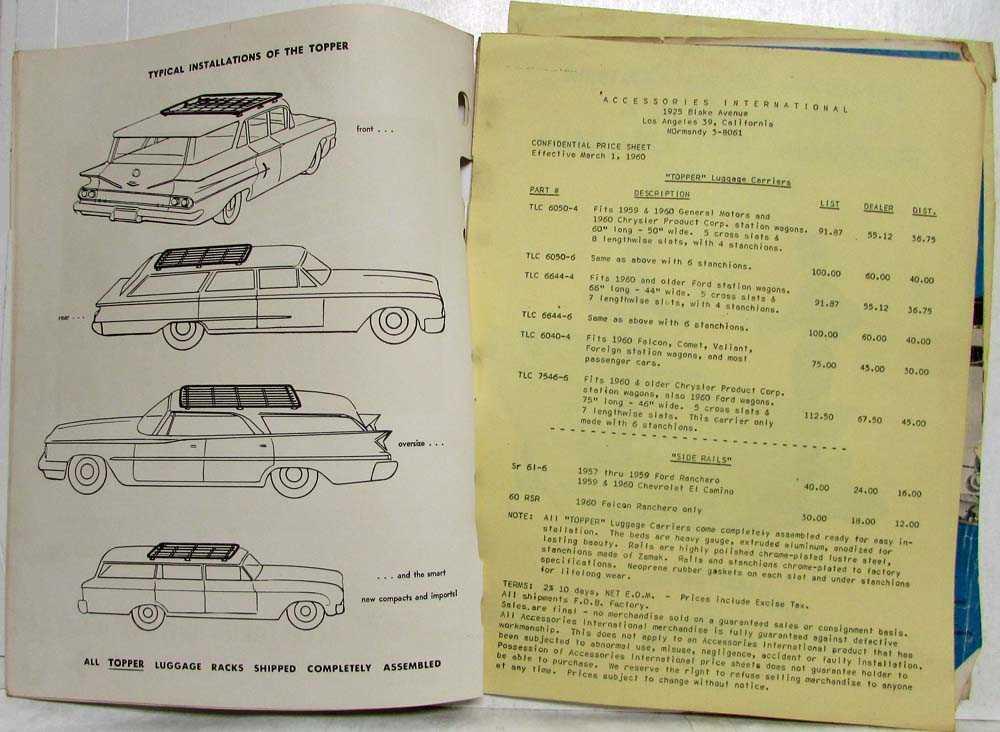 TYPICAL INSTALLATIONS OF THE TOPPER
front . . .
rear . . .
oversize . . .
. . . and the smart
new compacts and imports!
ALL TOPPER LUGGAGE RACKS SHIPPED COMPLETELY ASSEMBLED
ACCESSORIES INTERNATIONAL
1925 Blake Avenue
Los Angeles 39, California
NOrmandy 3-8061
CONFIDENTIAL PRICE SHEET
Effective March 1, 1960
"TOPPER" Luggage Carriers
PART # DESCRIPTION LIST DEALER DIST.
TLC 6050-4 Fits 1959 & 1960 General Motors and
1960 Chrysler Product Corp. station wagons.
60" long - 50" wide. 5 cross slats &
8 lengthwise slats, with 4 stanchions. 91.87 55.12 36.75
TLC 6050-6 Same as above with 6 stanchions. 100.00 60.00 40.00
TLC 6644-4 Fits 1960 and older Ford station wagons.
66" long - 44" wide. 5 cross slats &
7 lengthwise slats, with 4 stanchions. 91.87 55.12 36.75
TLC 6644-6 Same as above with 6 stanchions. 100.00 60.00 40.00
TLC 6040-4 Fits 1960 Falcon, Comet, Valiant,
Foreign station wagons, and most
passenger cars. 75.00 45.00 30.00
TLC 7546-6 Fits 1960 & older Chrysler Product Corp.
station wagons, also 1960 Ford wagons.
75" long - 46" wide. 5 cross slats &
7 lengthwise slats. This carrier only
made with 6 stanchions. 112.50 67.50 45.00
"SIDE RAILS"
Sr 61-6 1957 thru 1959 Ford Ranchero
1959 & 1960 Chevrolet El Camino 40.00 24.00 16.00
60 RSR 1960 Falcon Ranchero only 30.00 18.00 12.00
NOTE: All "TOPPER" Luggage Carriers come completely assembled ready for easy in-
stallation. The beds are heavy gauge, extruded aluminum, anodized for
lasting beauty. Rails are highly polished chrome-plated lustre steel,
stanchions made of Zamak. Rails and stanchions chrome-plated to factory
specifications. Neoprene rubber gaskets on each slat and under stanchions
for lifelong wear.
TERMS: 2% 10 days, NET E.O.M. - Prices include Excise Tax.
All shipments F.O.B. Factory.
Sales are final - no merchandise sold on a guaranteed sales or consignment basis.
All Accessories International merchandise is fully guaranteed against defective
workmanship. This does not apply to an Accessories International product that has
been subjected to abnormal use, misuse, negligence, accident or faulty installation.
Possession of Accessories International price sheets does not guarantee holder to
be able to purchase. We reserve the right to refuse selling merchandise to anyone
at any time. Prices subject to change without notice.